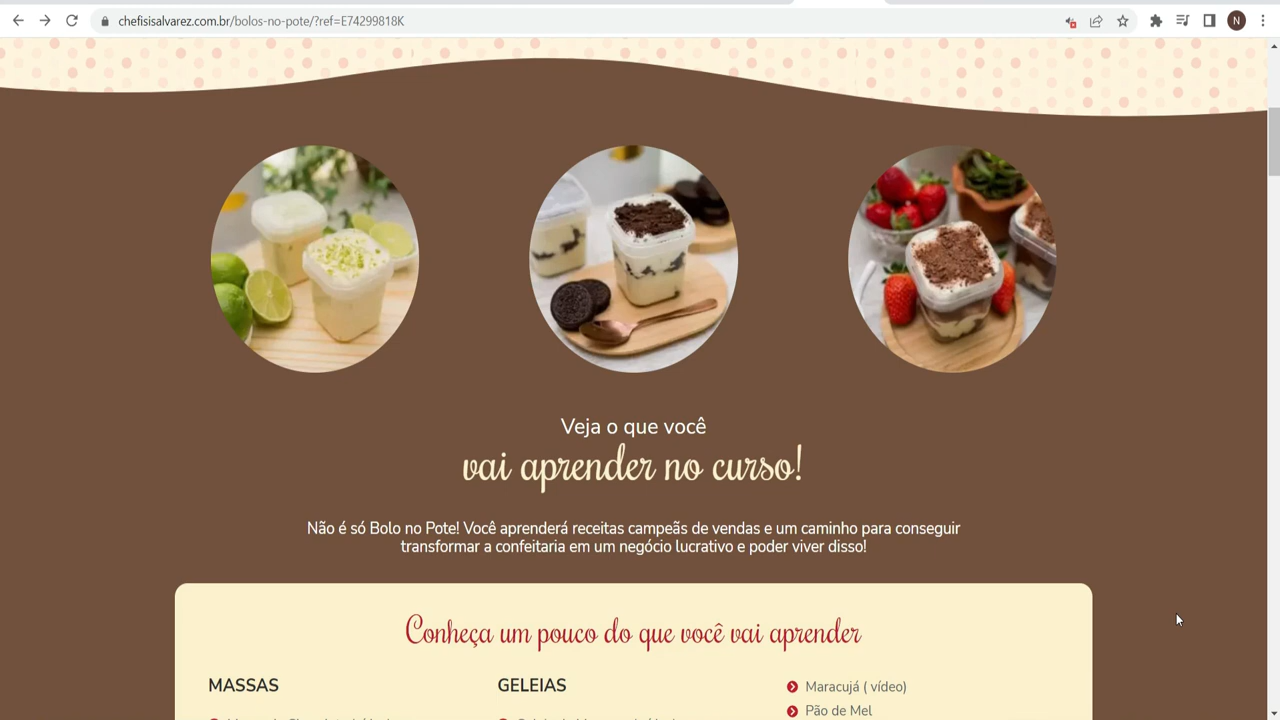 chefisisalvarez.com.br/bolos-no-pote/?ref=E74299818K
N
Veja o que você
vai aprender no curso!
Não é só Bolo no Pote! Você aprenderá receitas campeãs de vendas e um caminho para conseguir
transformar a confeitaria em um negócio lucrativo e poder viver disso!
Conheça um pouco do que você vai aprender
MASSAS
GELEIAS
Maracujá ( vídeo)
Pão de Mel